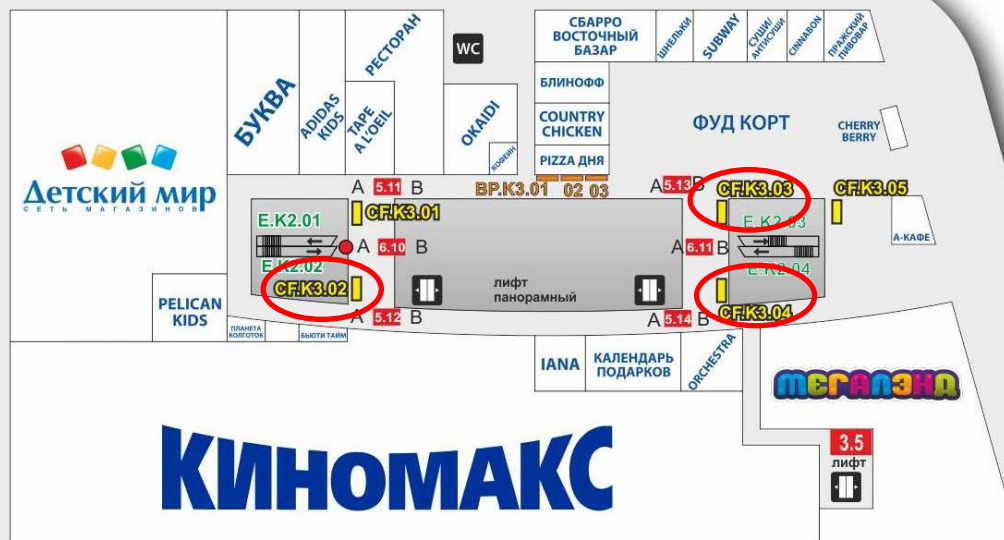 СБАРРО
ВОСТОЧНЫЙ
БАЗАР
ШНЕЛЬКИ
SUBWAY
СУШИ/
АНТИСУШИ
CINNABON
ПРАЖСКИЙ
ПИВОВАР
РЕСТОРАН
WC
БУКВА
ADIDAS
KIDS
TAPE
A L'OEIL
OKAIDI
КОФЕИН
БЛИНОФФ
COUNTRY
CHICKEN
PIZZA ДНЯ
ФУД КОРТ
CHERRY
BERRY
Детский мир
СЕТЬ МАГАЗИНОВ
A 5.11 B
BP.K3.01 02 03
A 5.13 B
CF.K3.03
CF.K3.05
CF.K3.01
E.K2.01
E.K2.03
А-КАФЕ
A 6.10 B
A 6.11 B
E.K2.02
E.K2.04
CF.K3.02
лифт
панорамный
CF.K3.04
A 5.12 B
A 5.14 B
PELICAN
KIDS
ПЛАНЕТА
КОЛГОТОК
БЬЮТИ ТАЙМ
IANA
КАЛЕНДАРЬ
ПОДАРКОВ
ORCHESTRA
МЕГАЛЭНД
КИНОМАКС
3.5
лифт